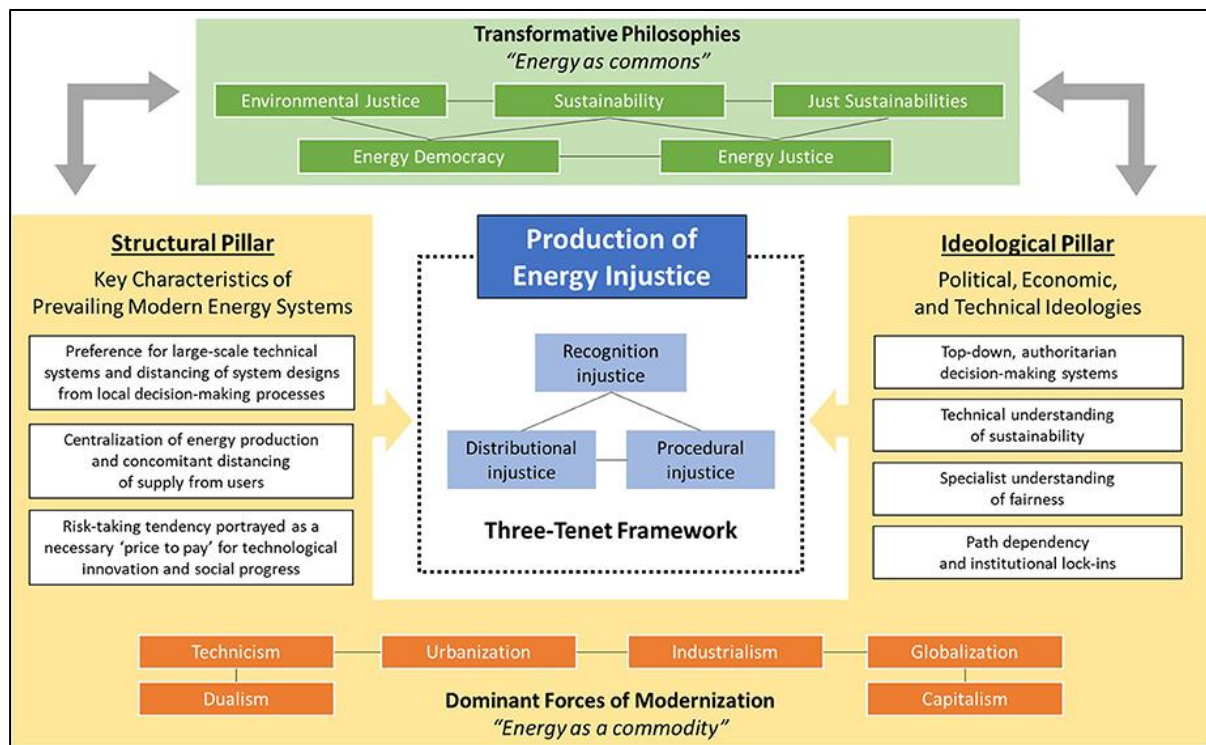 Transformative Philosophies
“Energy as commons”
Environmental Justice
Sustainability
Just Sustainabilities
Energy Democracy
Energy Justice
Structural Pillar
Key Characteristics of
Prevailing Modern Energy Systems
Preference for large-scale technical
systems and distancing of system designs
from local decision-making processes
Centralization of energy production
and concomitant distancing
of supply from users
Risk-taking tendency portrayed as a
necessary ‘price to pay’ for technological
innovation and social progress
Production of
Energy Injustice
Recognition
injustice
Distributional
injustice
Procedural
injustice
Three-Tenet Framework
Ideological Pillar
Political, Economic,
and Technical Ideologies
Top-down, authoritarian
decision-making systems
Technical understanding
of sustainability
Specialist understanding
of fairness
Path dependency
and institutional lock-ins
Technicism
Urbanization
Industrialism
Globalization
Dualism
Capitalism
Dominant Forces of Modernization
“Energy as a commodity”